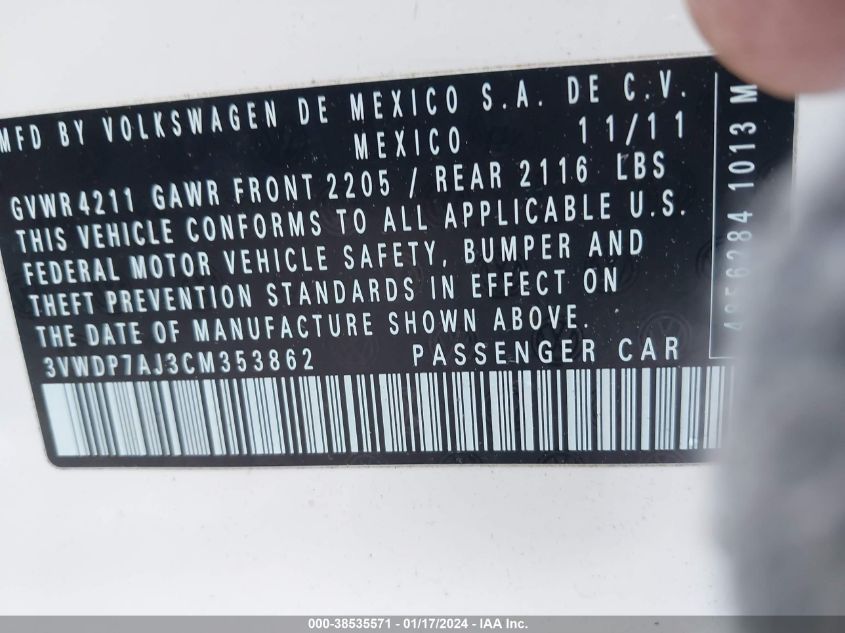 MFD BY VOLKSWAGEN DE MEXICO S.A. DE C.V.
MEXICO 11/11
GVWR 4211 GAWR FRONT 2205 / REAR 2116 LBS
THIS VEHICLE CONFORMS TO ALL APPLICABLE U.S.
FEDERAL MOTOR VEHICLE SAFETY, BUMPER AND
THEFT PREVENTION STANDARDS IN EFFECT ON
THE DATE OF MANUFACTURE SHOWN ABOVE.
3VWDP7AJ3CM353862 PASSENGER CAR
1013 M
000-38535571 - 01/17/2024 - IAA Inc.